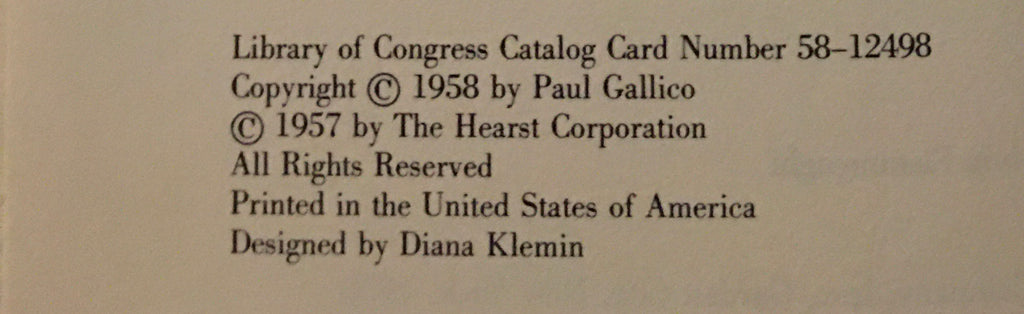 Library of Congress Catalog Card Number 58–12498
Copyright © 1958 by Paul Gallico
© 1957 by The Hearst Corporation
All Rights Reserved
Printed in the United States of America
Designed by Diana Klemin